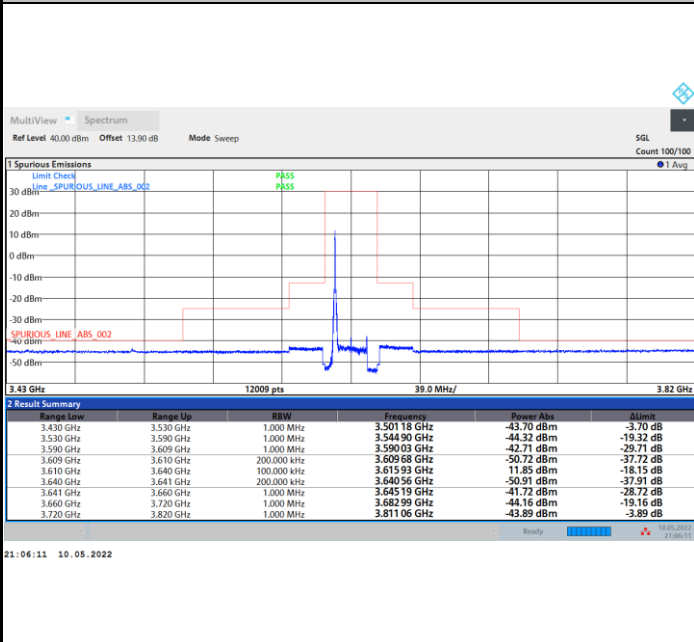 MultiView Spectrum
Ref Level 40.00 dBm Offset 13.90 dB Mode Sweep SGL
Count 100/100
1 Spurious Emissions 1 Avg
Limit Check PASS
Line _SPURIOUS_LINE_ABS_002 PASS
30 dBm
20 dBm
10 dBm
0 dBm
-10 dBm
-20 dBm
-30 dBm
_SPURIOUS_LINE_ABS_002
-40 dBm
-50 dBm
3.43 GHz 12009 pts 39.0 MHz/ 3.82 GHz
2 Result Summary
Range Low Range Up RBW Frequency Power Abs ΔLimit
3.430 GHz 3.530 GHz 1.000 MHz 3.501 18 GHz -43.70 dBm -3.70 dB
3.530 GHz 3.590 GHz 1.000 MHz 3.544 90 GHz -44.32 dBm -19.32 dB
3.590 GHz 3.609 GHz 1.000 MHz 3.590 03 GHz -42.71 dBm -29.71 dB
3.609 GHz 3.610 GHz 200.000 kHz 3.609 68 GHz -50.72 dBm -37.72 dB
3.610 GHz 3.640 GHz 100.000 kHz 3.615 93 GHz 11.85 dBm -18.15 dB
3.640 GHz 3.641 GHz 200.000 kHz 3.640 56 GHz -50.91 dBm -37.91 dB
3.641 GHz 3.660 GHz 1.000 MHz 3.645 19 GHz -41.72 dBm -28.72 dB
3.660 GHz 3.720 GHz 1.000 MHz 3.682 99 GHz -44.16 dBm -19.16 dB
3.720 GHz 3.820 GHz 1.000 MHz 3.811 06 GHz -43.89 dBm -3.89 dB
Ready 10.05.2022
21:06:11
21:06:11 10.05.2022